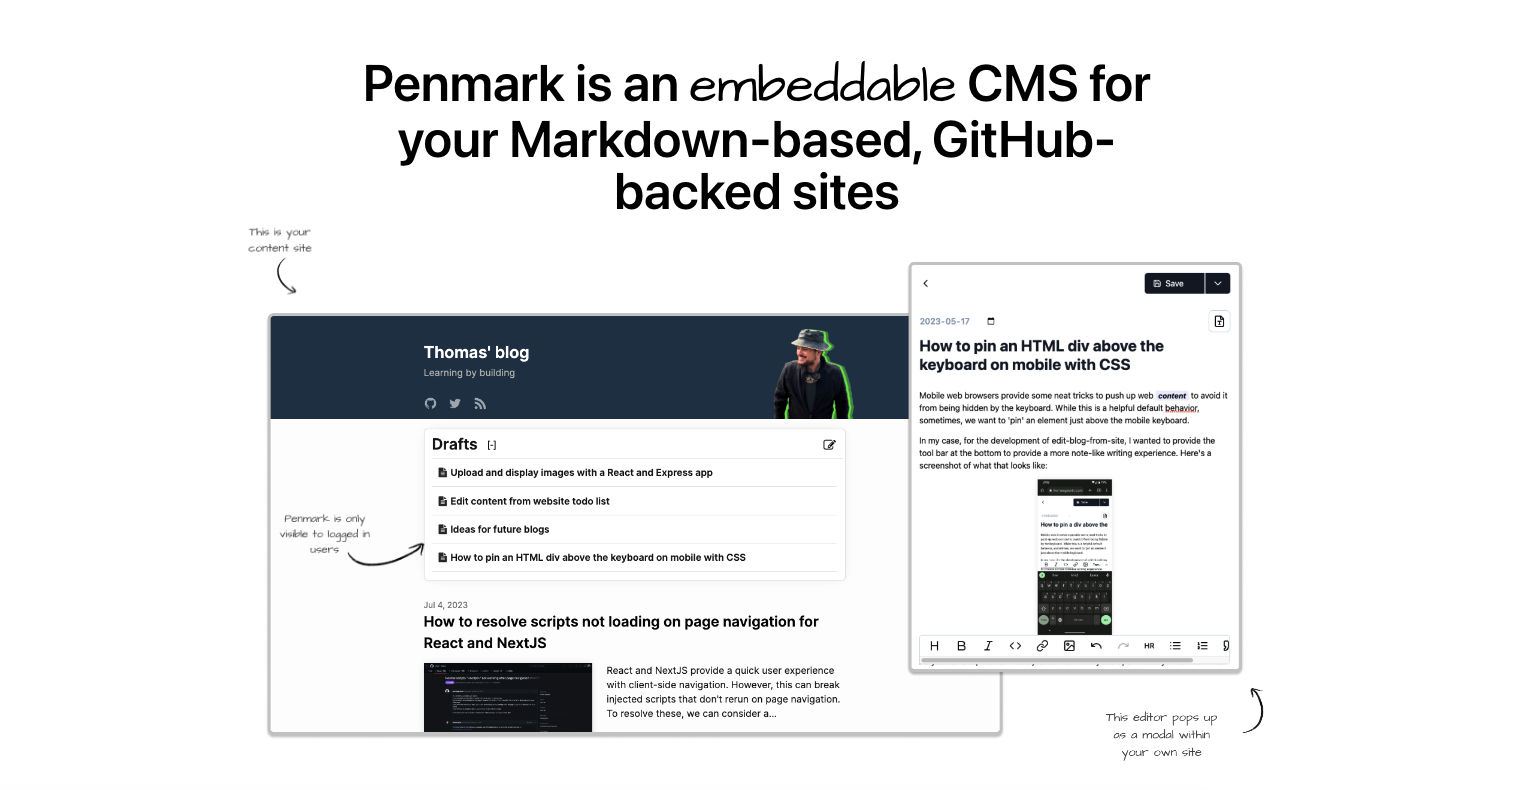 Penmark is an embeddable CMS for
your Markdown-based, GitHub-
backed sites
This is your
content site
Thomas' blog
Learning by building
Drafts [-]
Upload and display images with a React and Express app
Edit content from website todo list
Ideas for future blogs
How to pin an HTML div above the keyboard on mobile with CSS
Penmark is only
visible to logged in
users
Jul 4, 2023
How to resolve scripts not loading on page navigation for
React and NextJS
React and NextJS provide a quick user experience
with client-side navigation. However, this can break
injected scripts that don't rerun on page navigation.
To resolve these, we can consider a...
Save
2023-05-17
How to pin an HTML div above the
keyboard on mobile with CSS
Mobile web browsers provide some neat tricks to push up web content to avoid it
from being hidden by the keyboard. While this is a helpful default behavior,
sometimes, we want to 'pin' an element just above the mobile keyboard.
In my case, for the development of edit-blog-from-site, I wanted to provide the
tool bar at the bottom to provide a more note-like writing experience. Here's a
screenshot of what that looks like:
Save
How to pin a div above the
H B I <> HR
This editor pops up
as a modal within
your own site